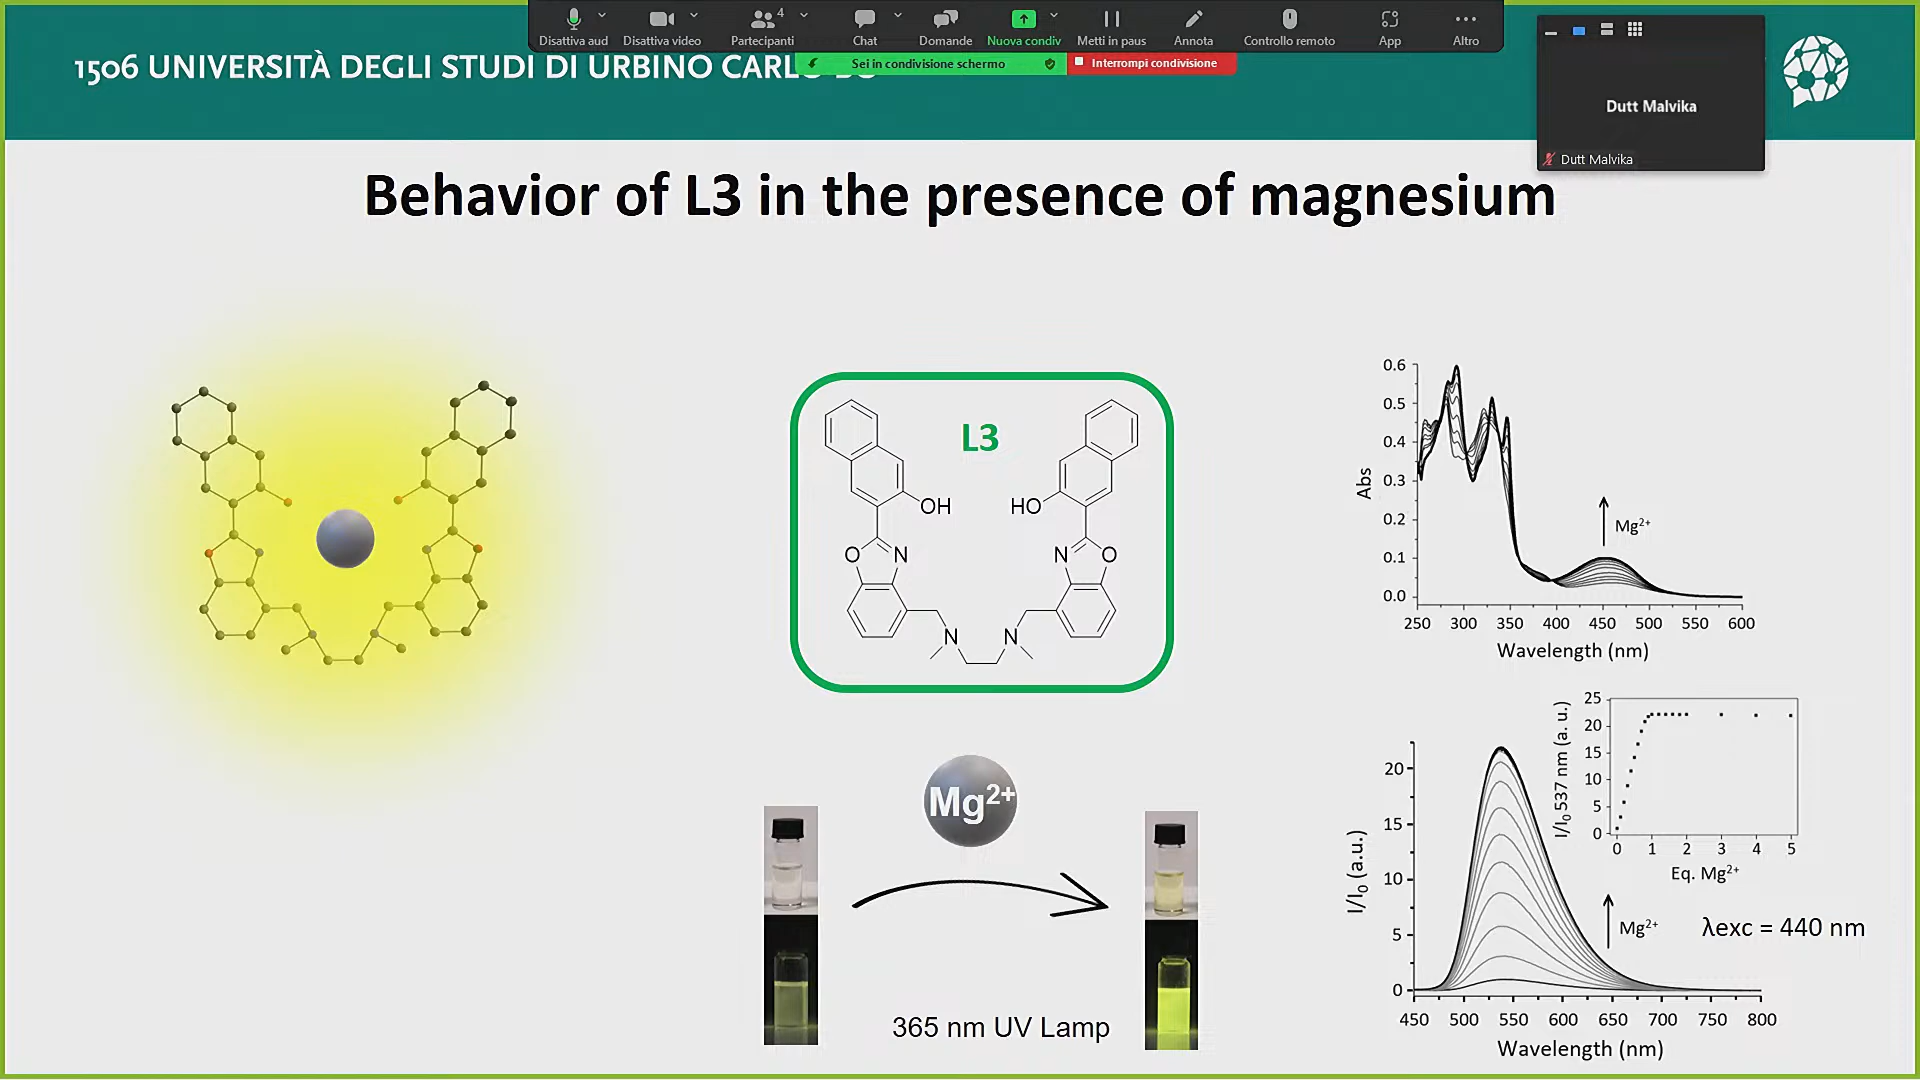 Disattiva aud
Disattiva video
Partecipanti
4
Chat
Domande
Nuova condiv
Metti in paus
Annota
Controllo remoto
App
Altro
Sei in condivisione schermo
Interrompi condivisione
1506 UNIVERSITÀ DEGLI STUDI DI URBINO
Dutt Malvika
Dutt Malvika
Behavior of L3 in the presence of magnesium
L3
OH
HO
O
N
N
O
N
N
Mg2+
365 nm UV Lamp
0.6
0.5
0.4
0.3
0.2
0.1
0.0
Abs
Mg2+
250 300 350 400 450 500 550 600
Wavelength (nm)
25
20
15
10
5
0
I/I0 537 nm (a. u.)
0 1 2 3 4 5
Eq. Mg2+
20
15
10
5
0
I/I0 (a.u.)
Mg2+
λexc = 440 nm
450 500 550 600 650 700 750 800
Wavelength (nm)